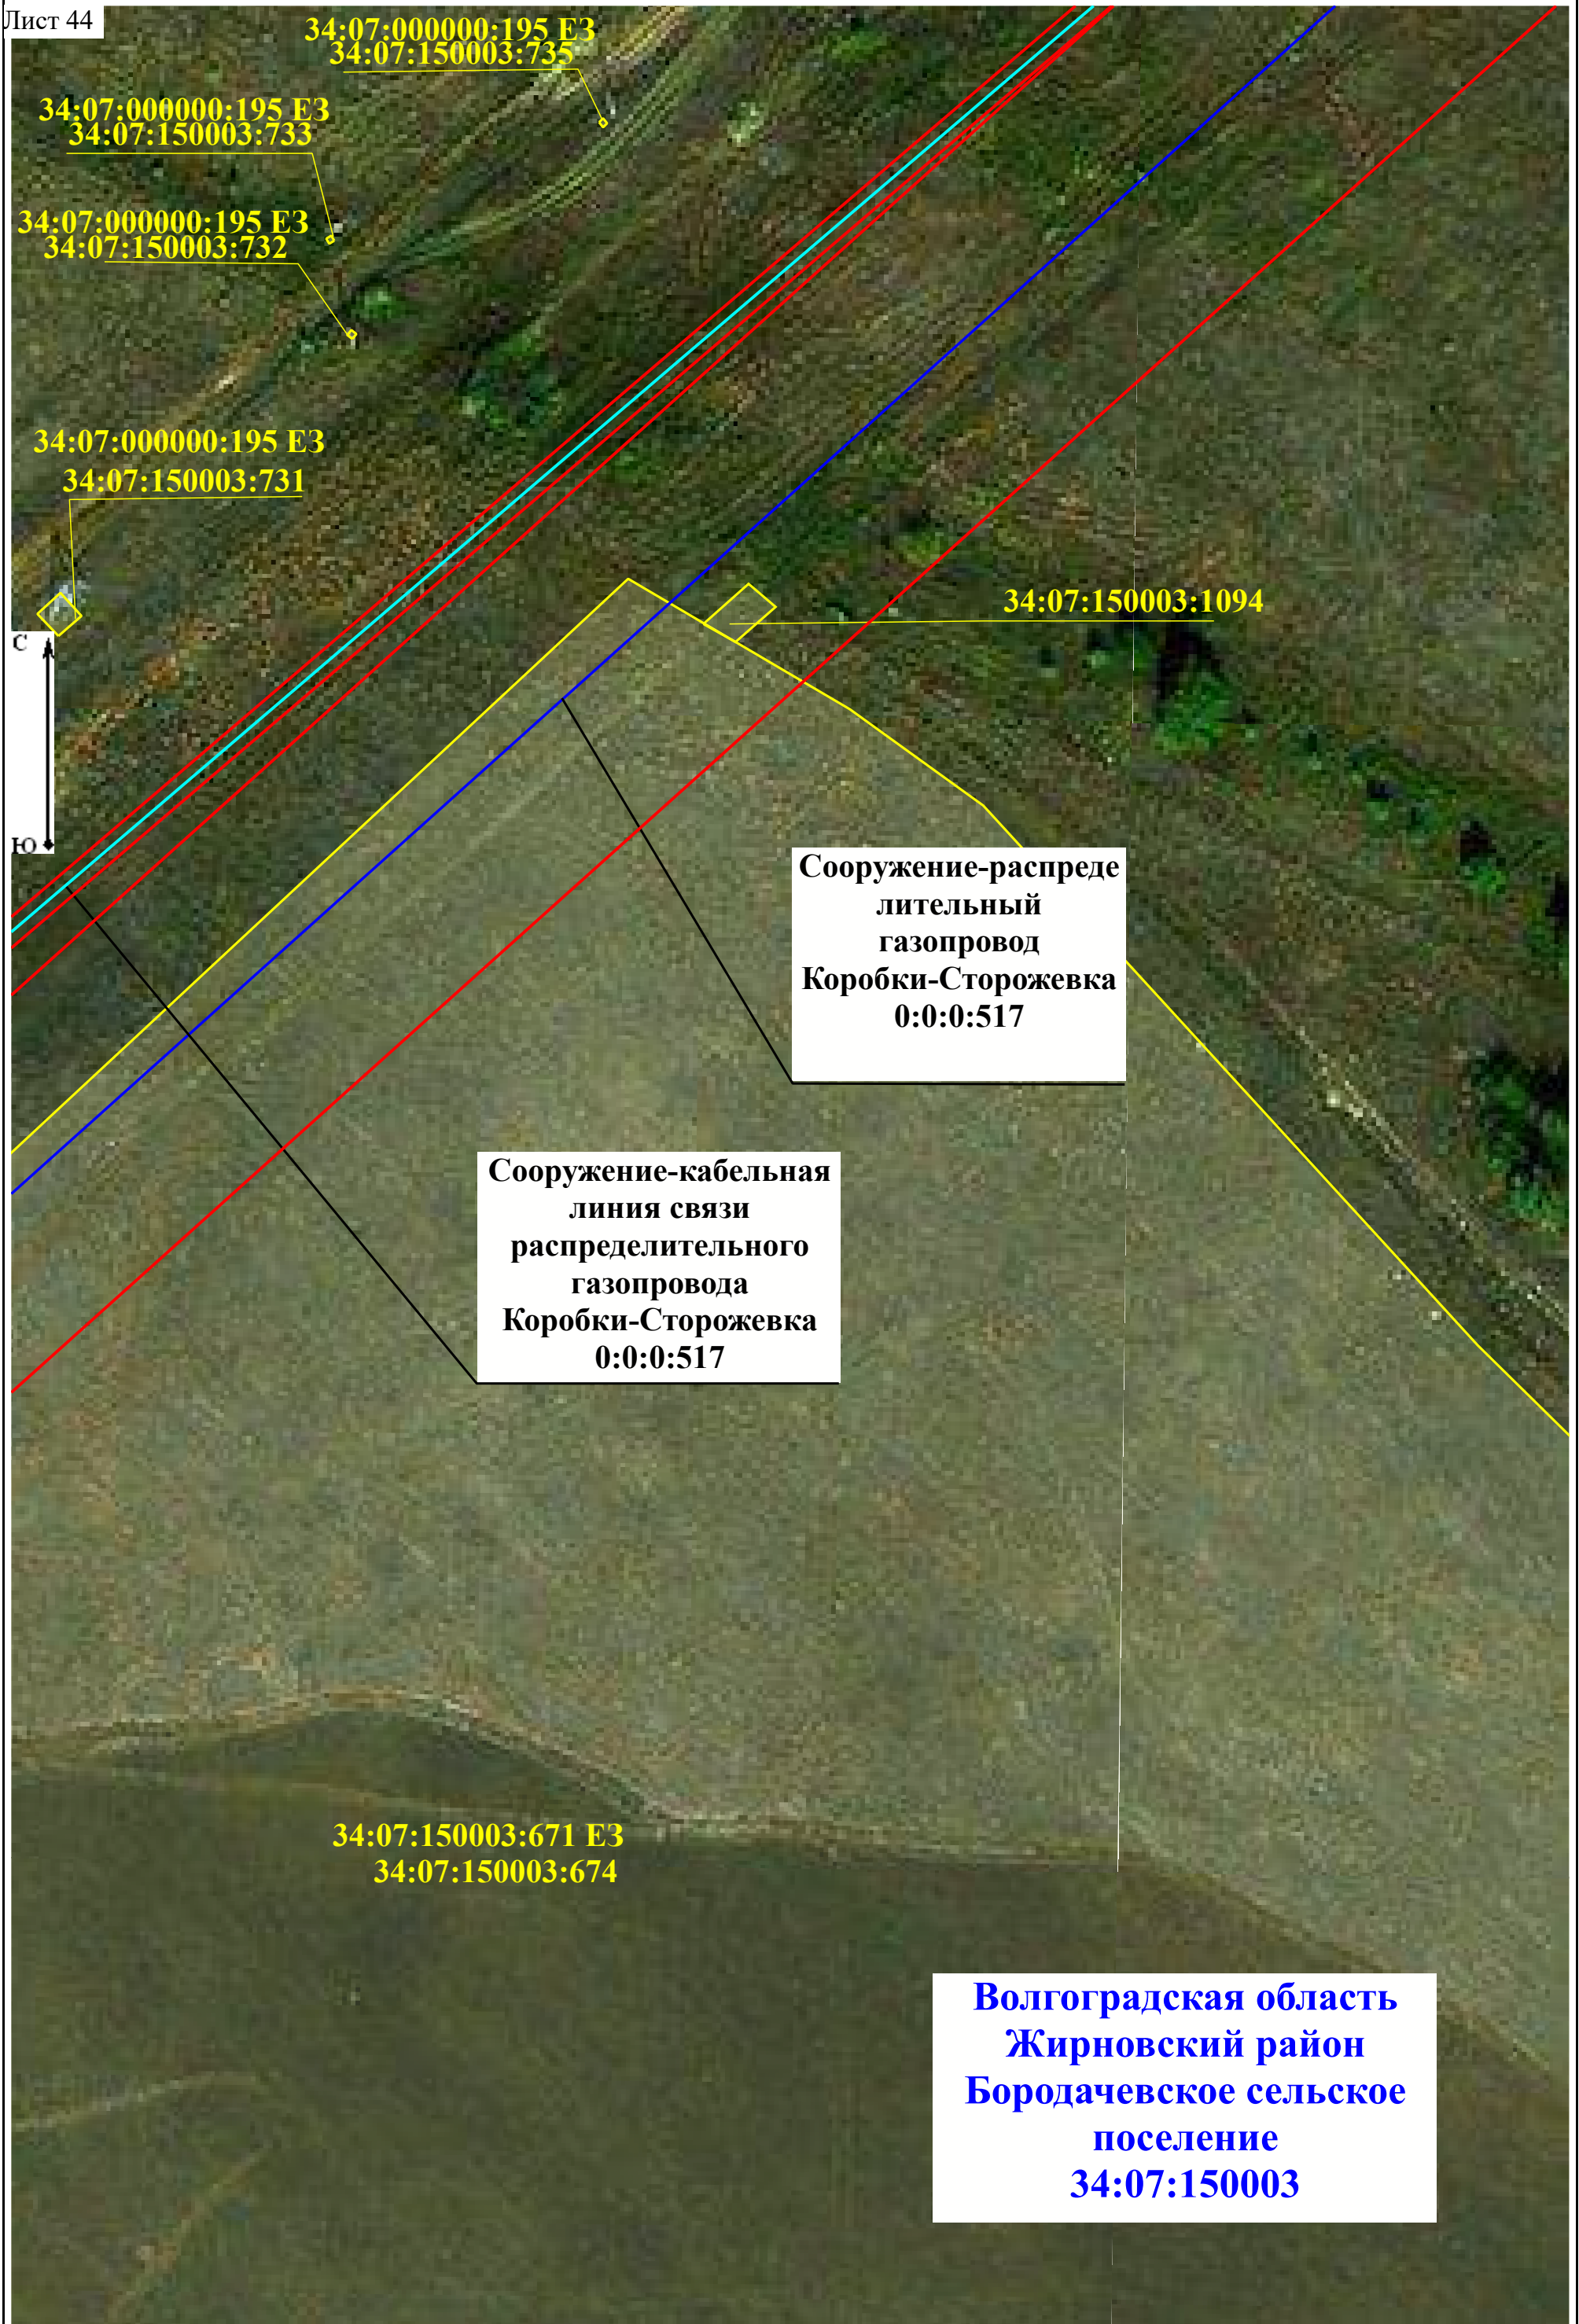 Лист 44
34:07:000000:195 ЕЗ
34:07:150003:735
34:07:000000:195 ЕЗ
34:07:150003:733
34:07:000000:195 ЕЗ
34:07:150003:732
34:07:000000:195 ЕЗ
34:07:150003:731
34:07:150003:1094
С
Ю
Сооружение-распреде
лительный
газопровод
Коробки-Сторожевка
0:0:0:517
Сооружение-кабельная
линия связи
распределительного
газопровода
Коробки-Сторожевка
0:0:0:517
34:07:150003:671 ЕЗ
34:07:150003:674
Волгоградская область
Жирновский район
Бородачевское сельское
поселение
34:07:150003